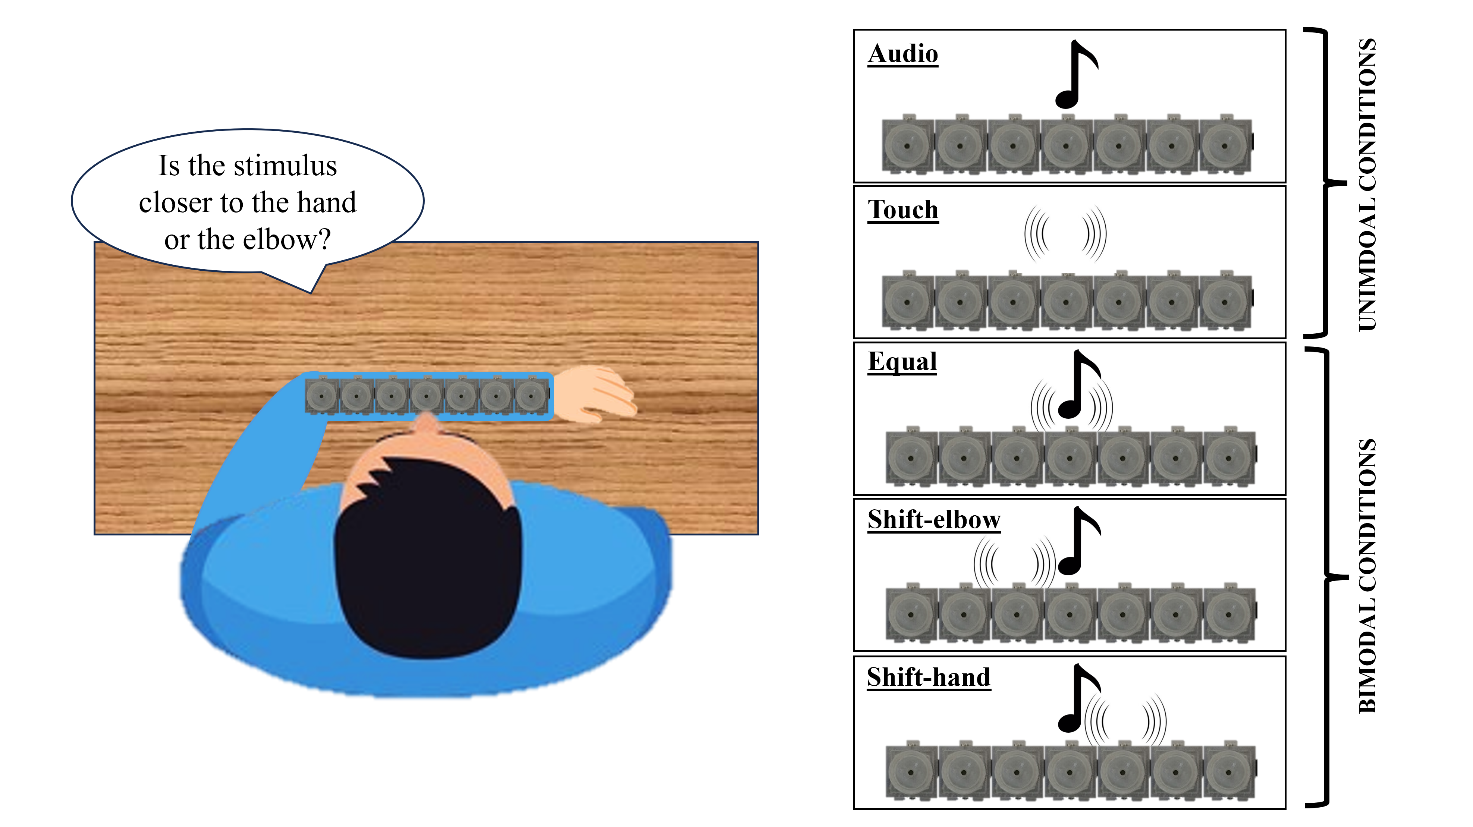 Is the stimulus
closer to the hand
or the elbow?
Audio
Touch
Equal
Shift-elbow
Shift-hand
UNIMDOAL CONDITIONS
BIMODAL CONDITIONS